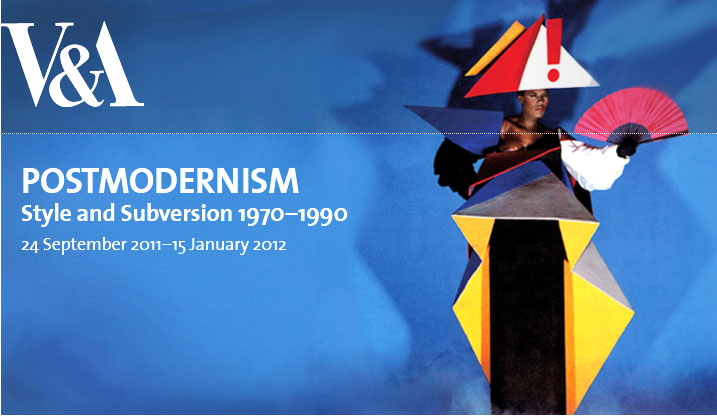 V&A
!
POSTMODERNISM
Style and Subversion 1970–1990
24 September 2011–15 January 2012